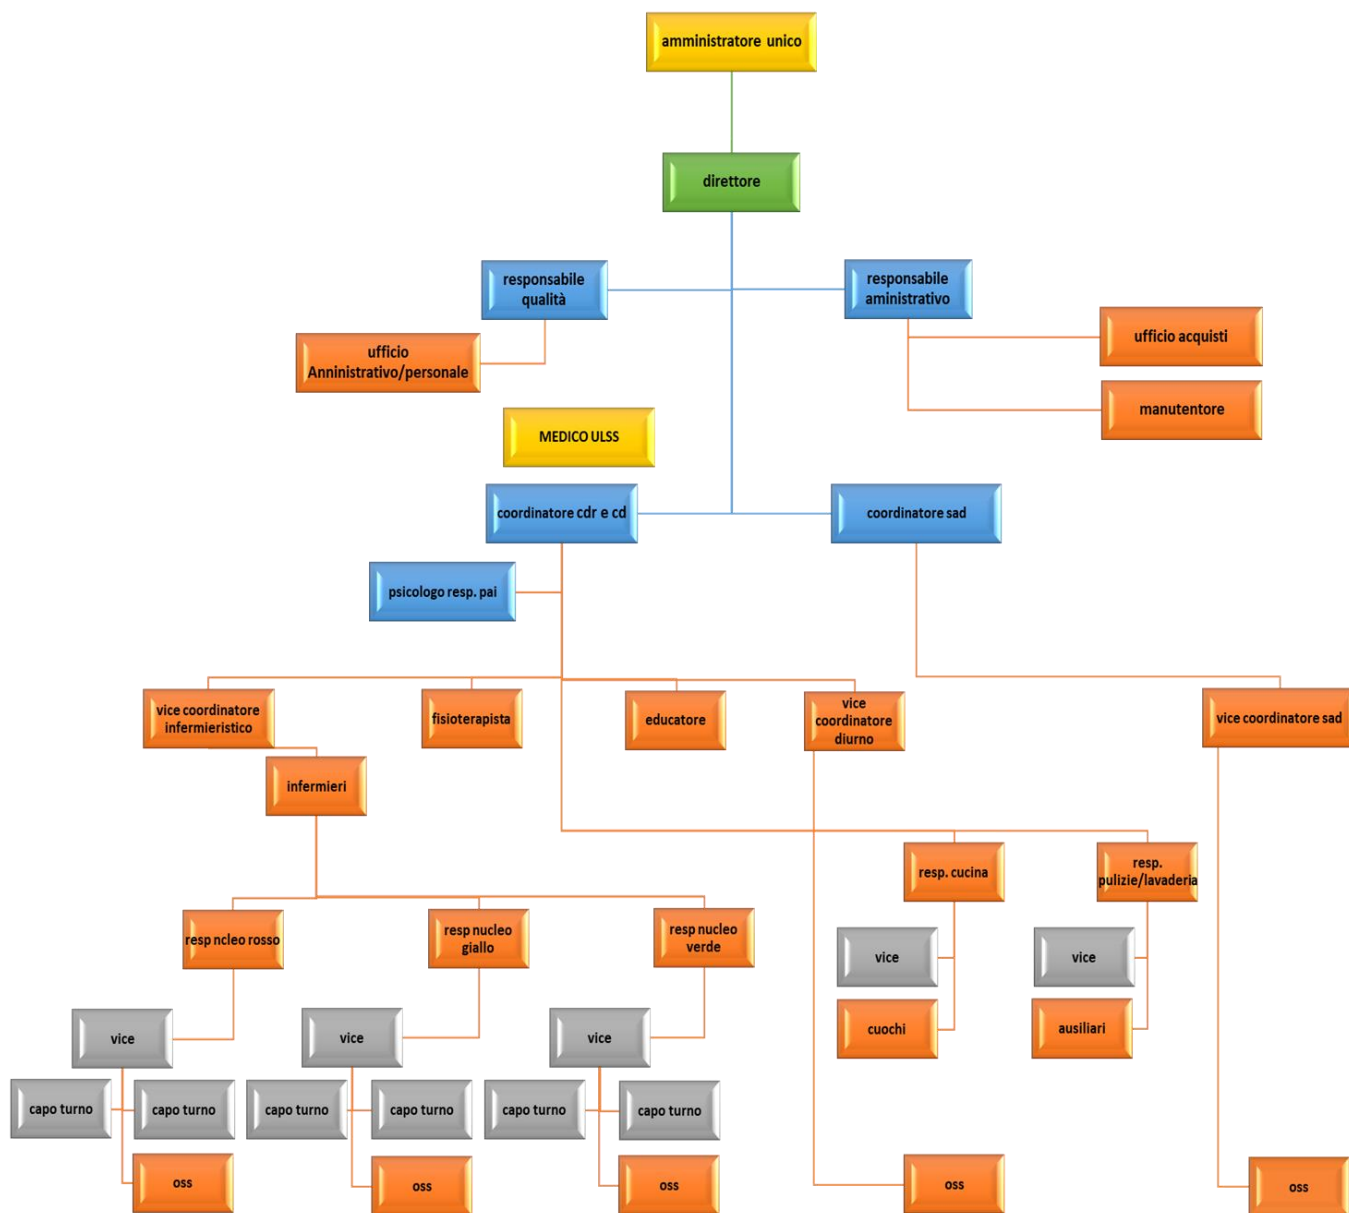 amministratore unico
direttore
responsabile
qualità
responsabile
aministrativo
ufficio
Anninistrativo/personale
ufficio acquisti
manutentore
MEDICO ULSS
coordinatore cdr e cd
coordinatore sad
psicologo resp. pai
vice coordinatore
infermieristico
fisioterapista
educatore
vice
coordinatore
diurno
vice coordinatore sad
infermieri
resp. cucina
resp.
pulizie/lavaderia
resp ncleo rosso
resp nucleo
giallo
resp nucleo
verde
vice
vice
cuochi
ausiliari
vice
vice
vice
capo turno
capo turno
capo turno
capo turno
capo turno
capo turno
oss
oss
oss
oss
oss